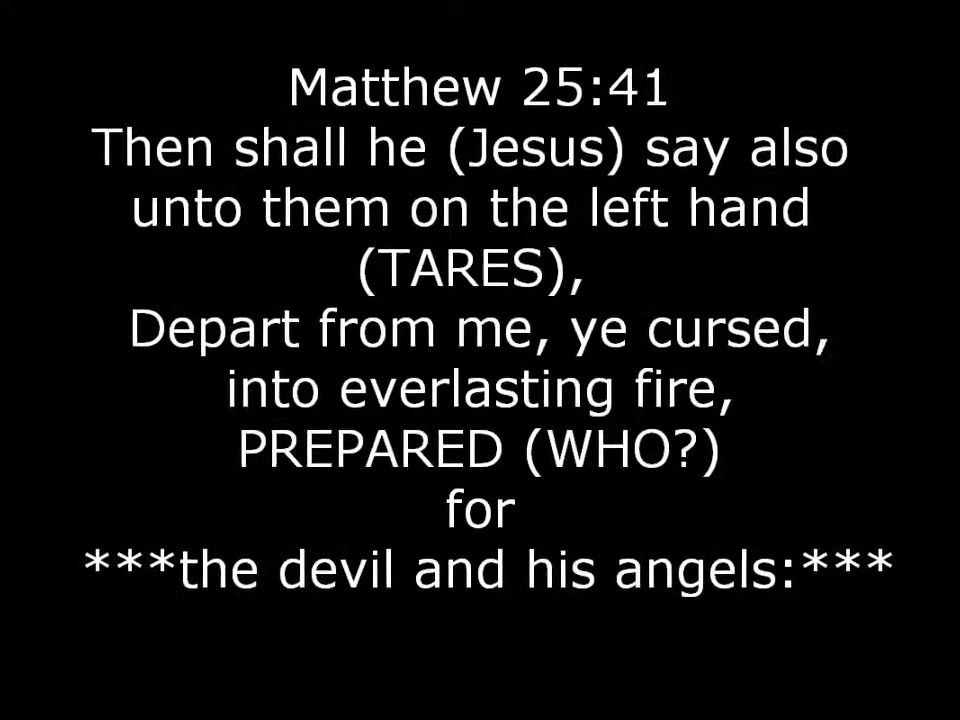 Matthew 25:41
Then shall he (Jesus) say also
unto them on the left hand
(TARES),
Depart from me, ye cursed,
into everlasting fire,
PREPARED (WHO?)
for
***the devil and his angels:***